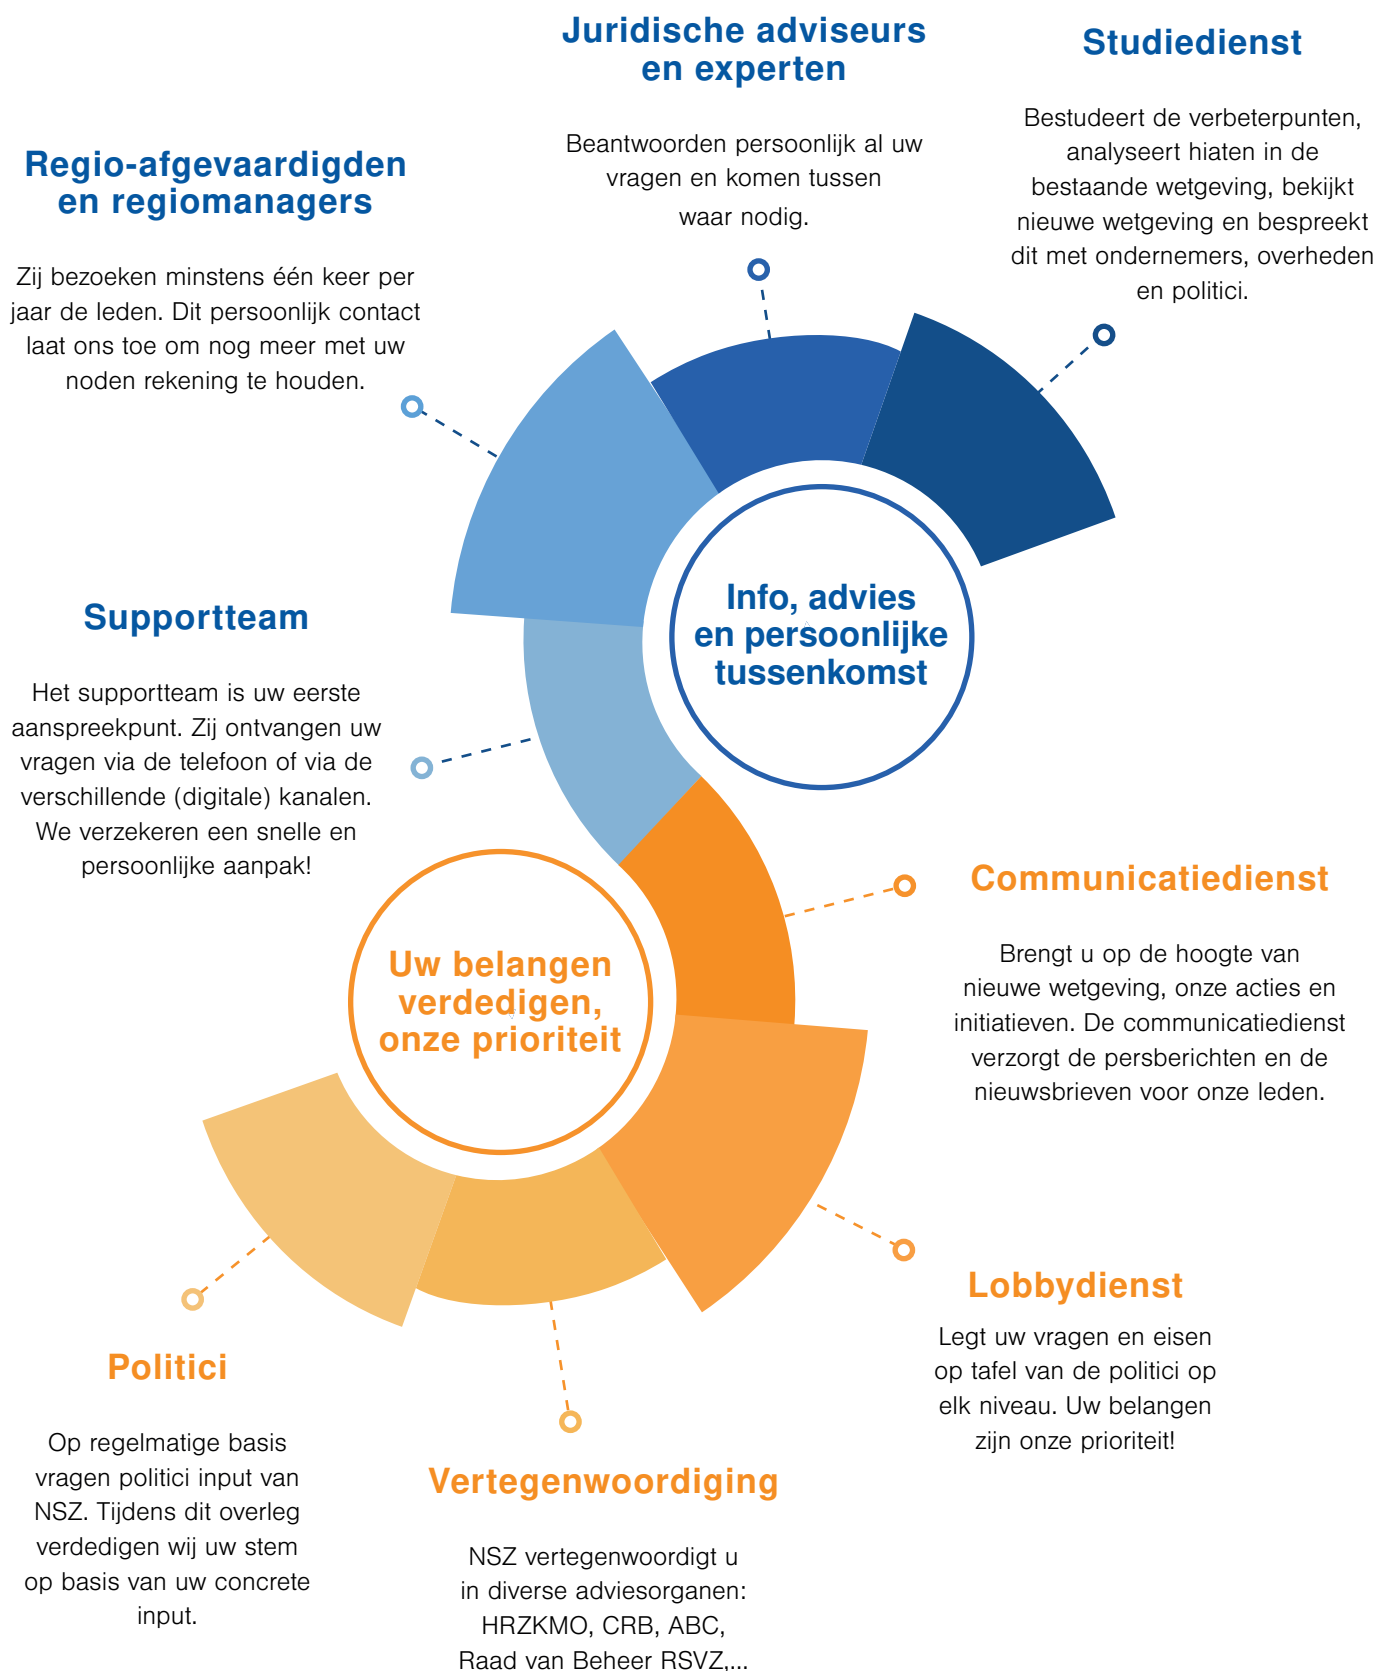 Juridische adviseurs
en experten
Beantwoorden persoonlijk al uw
vragen en komen tussen
waar nodig.
Studiedienst
Bestudeert de verbeterpunten,
analyseert hiaten in de
bestaande wetgeving, bekijkt
nieuwe wetgeving en bespreekt
dit met ondernemers, overheden
en politici.
Regio-afgevaardigden
en regiomanagers
Zij bezoeken minstens één keer per
jaar de leden. Dit persoonlijk contact
laat ons toe om nog meer met uw
noden rekening te houden.
Info, advies
en persoonlijke
tussenkomst
Supportteam
Het supportteam is uw eerste
aanspreekpunt. Zij ontvangen uw
vragen via de telefoon of via de
verschillende (digitale) kanalen.
We verzekeren een snelle en
persoonlijke aanpak!
Uw belangen
verdedigen,
onze prioriteit
Communicatiedienst
Brengt u op de hoogte van
nieuwe wetgeving, onze acties en
initiatieven. De communicatiedienst
verzorgt de persberichten en de
nieuwsbrieven voor onze leden.
Lobbydienst
Legt uw vragen en eisen
op tafel van de politici op
elk niveau. Uw belangen
zijn onze prioriteit!
Politici
Op regelmatige basis
vragen politici input van
NSZ. Tijdens dit overleg
verdedigen wij uw stem
op basis van uw concrete
input.
Vertegenwoordiging
NSZ vertegenwoordigt u
in diverse adviesorganen:
HRZKMO, CRB, ABC,
Raad van Beheer RSVZ,...